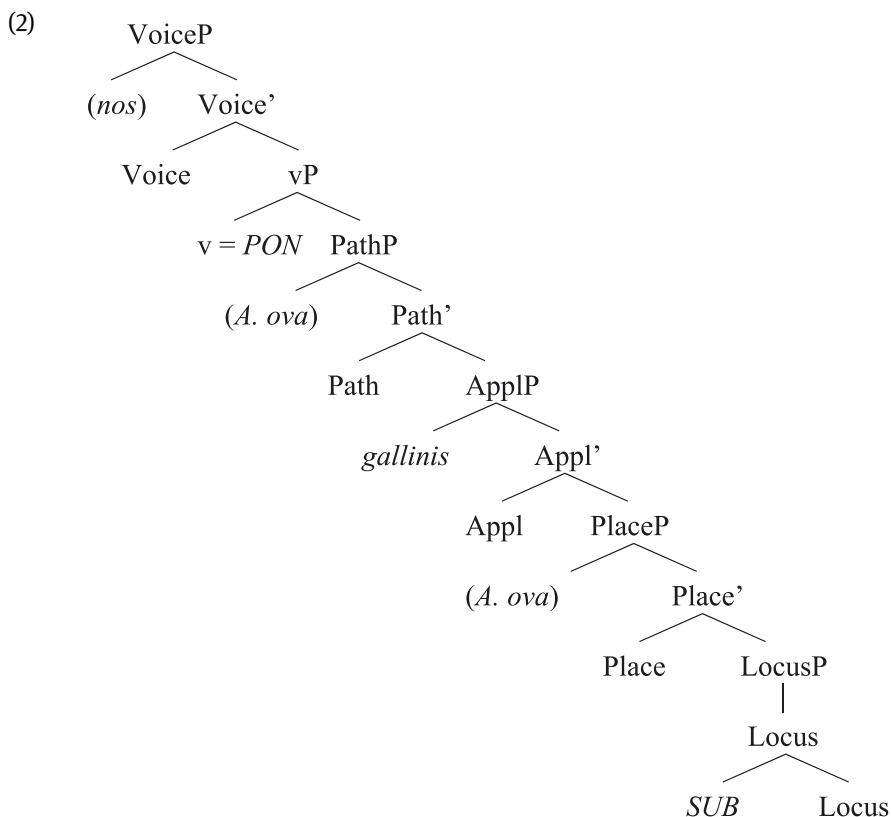 (2)
VoiceP
(nos) Voice’
Voice vP
v = PON PathP
(A. ova) Path’
Path ApplP
gallinis Appl’
Appl PlaceP
(A. ova) Place’
Place LocusP
Locus
SUB Locus